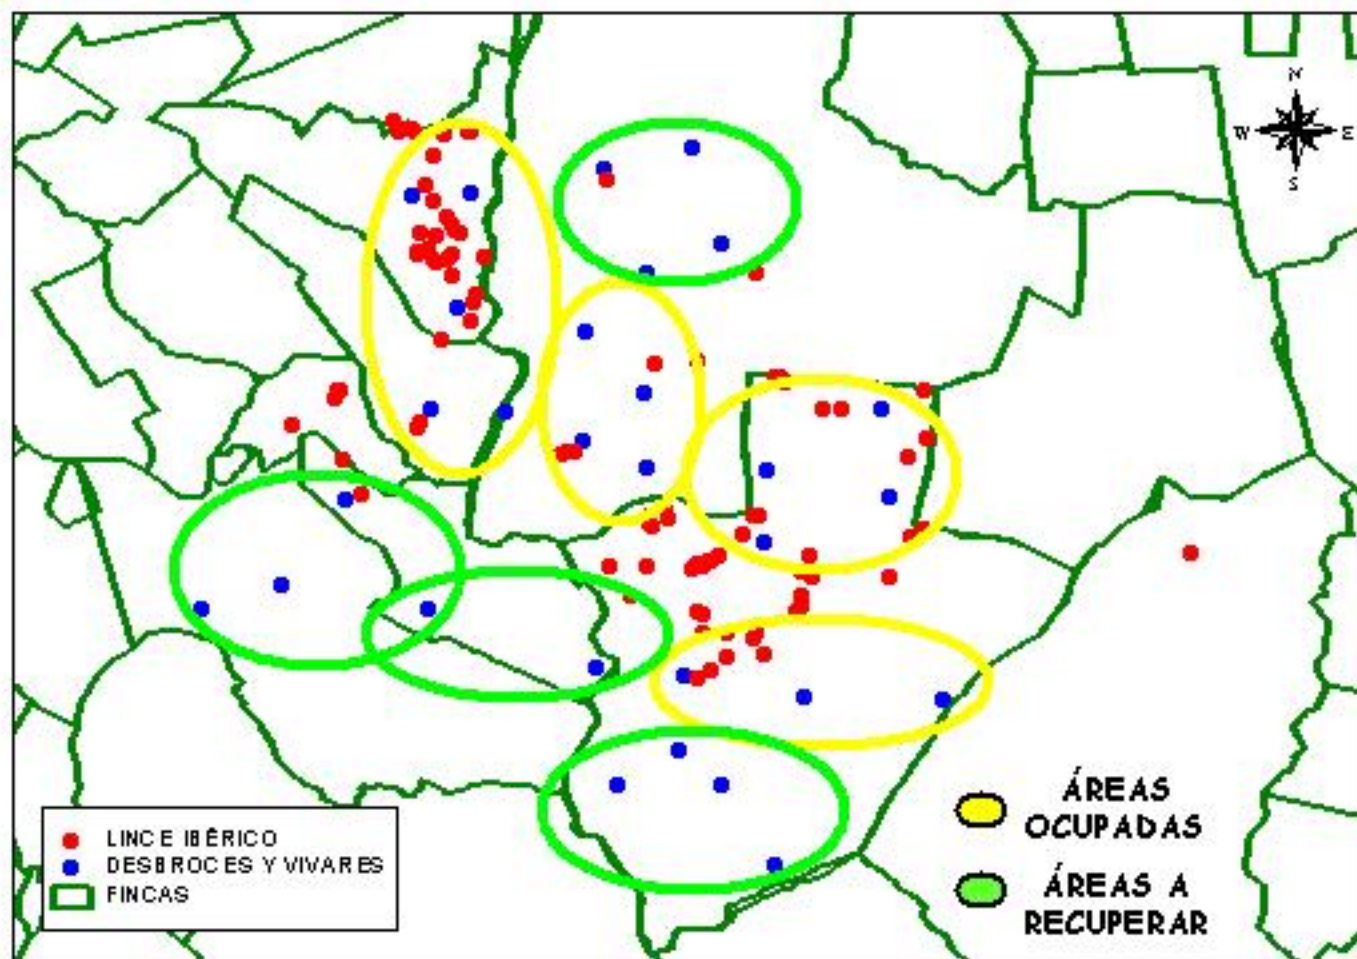 N
W E
S
ÁREAS
OCUPADAS
ÁREAS A
RECUPERAR
LINCE IBÉRICO
DESBROCES Y VIVARES
FINCAS